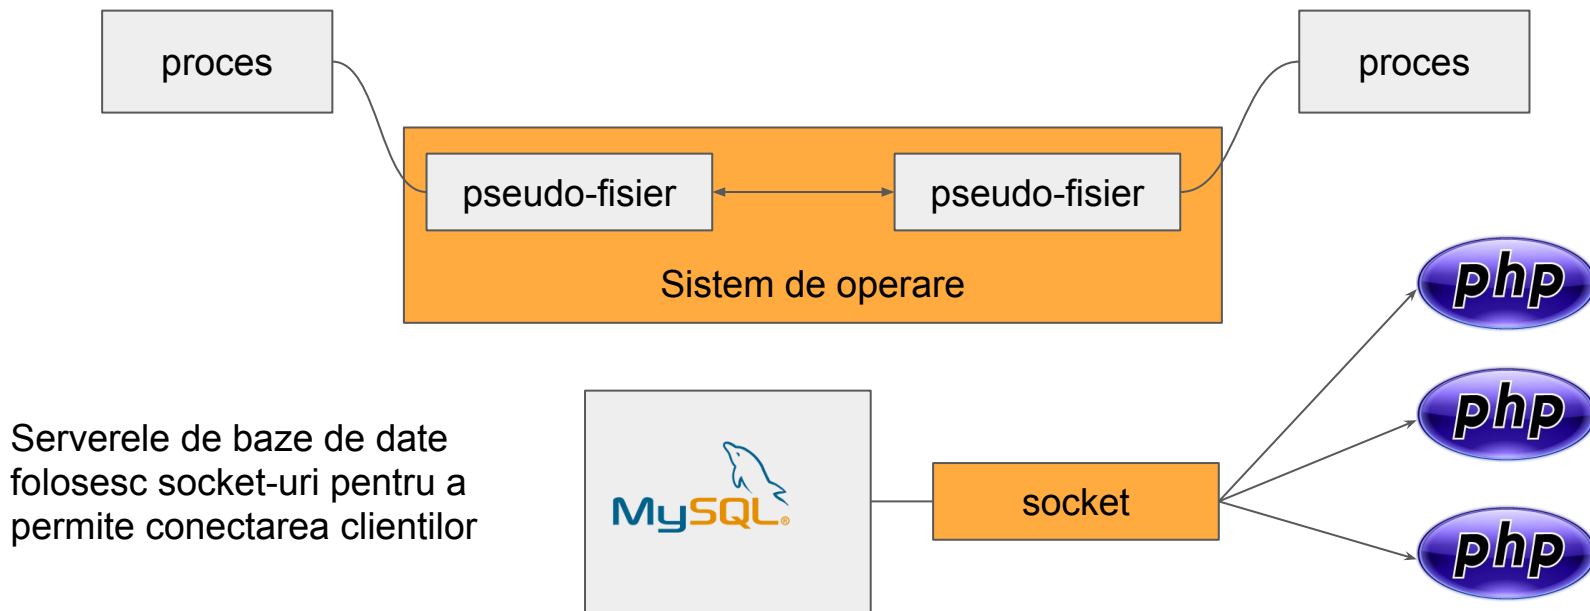 proces
proces
pseudo-fisier
pseudo-fisier
Sistem de operare
php
php
php
Serverele de baze de date
folosesc socket-uri pentru a
permite conectarea clientilor
MySQL®
socket